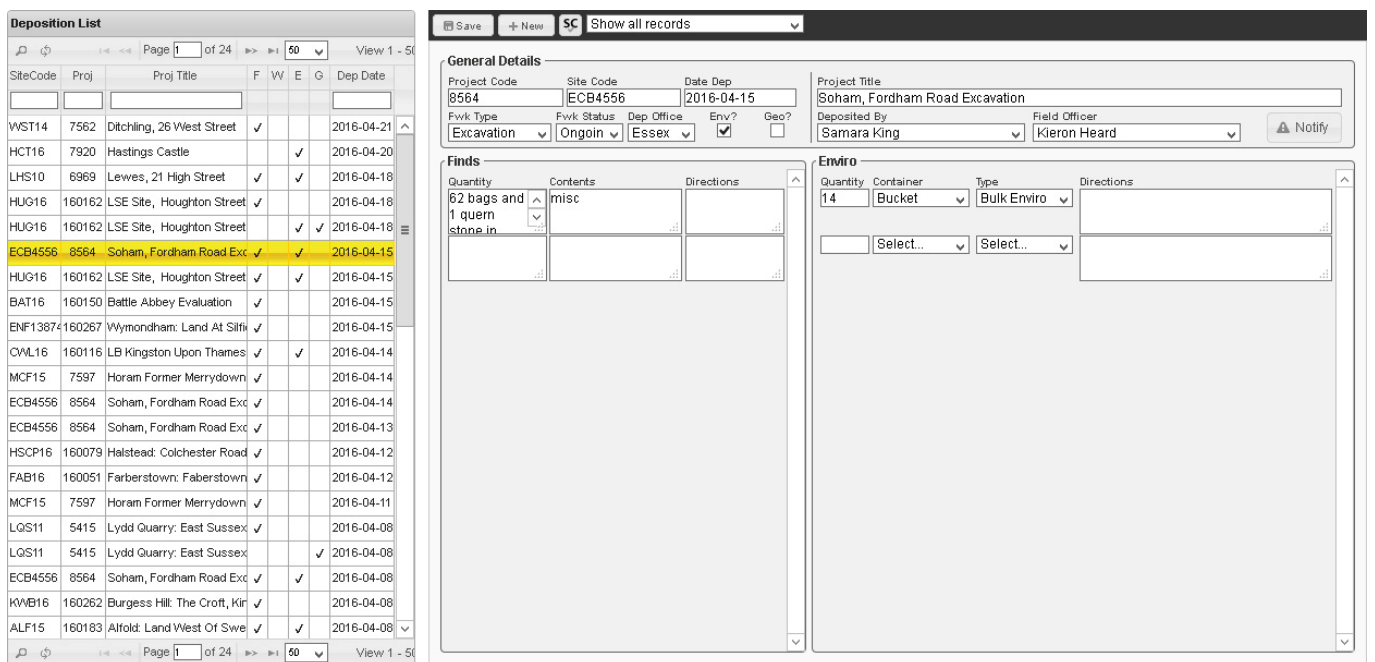 Deposition List
Page 1 of 24 50 View 1 - 50
SiteCode Proj Proj Title F W E G Dep Date
WST14 7562 Ditchling, 26 West Street ✓ 2016-04-21
HCT16 7920 Hastings Castle ✓ 2016-04-20
LHS10 6969 Lewes, 21 High Street ✓ ✓ 2016-04-18
HUG16 160162 LSE Site, Houghton Street ✓ 2016-04-18
HUG16 160162 LSE Site, Houghton Street ✓ ✓ 2016-04-18
ECB4556 8564 Soham, Fordham Road Exc ✓ ✓ 2016-04-15
HUG16 160162 LSE Site, Houghton Street ✓ ✓ 2016-04-15
BAT16 160150 Battle Abbey Evaluation ✓ 2016-04-15
ENF13874 160267 Wymondham: Land At Silfi ✓ 2016-04-15
CWL16 160116 LB Kingston Upon Thames ✓ ✓ 2016-04-14
MCF15 7597 Horam Former Merrydown ✓ 2016-04-14
ECB4556 8564 Soham, Fordham Road Exc ✓ 2016-04-14
ECB4556 8564 Soham, Fordham Road Exc ✓ 2016-04-13
HSCP16 160079 Halstead: Colchester Road ✓ 2016-04-12
FAB16 160051 Farberstown: Faberstown ✓ 2016-04-12
MCF15 7597 Horam Former Merrydown ✓ 2016-04-11
LQS11 5415 Lydd Quarry: East Sussex ✓ 2016-04-08
LQS11 5415 Lydd Quarry: East Sussex ✓ 2016-04-08
ECB4556 8564 Soham, Fordham Road Exc ✓ ✓ 2016-04-08
KWB16 160262 Burgess Hill: The Croft, Kir ✓ 2016-04-08
ALF15 160183 Alfold: Land West Of Swe ✓ ✓ 2016-04-08
Page 1 of 24 50 View 1 - 50
Save + New SC Show all records
General Details
Project Code Site Code Date Dep Project Title
8564 ECB4556 2016-04-15 Soham, Fordham Road Excavation
Fwk Type Fwk Status Dep Office Env? Geo? Deposited By Field Officer
Excavation Ongoin Essex Samara King Kieron Heard Notify
Finds
Quantity Contents Directions
62 bags and misc
1 quern
stone in
Enviro
Quantity Container Type Directions
14 Bucket Bulk Enviro
Select... Select...